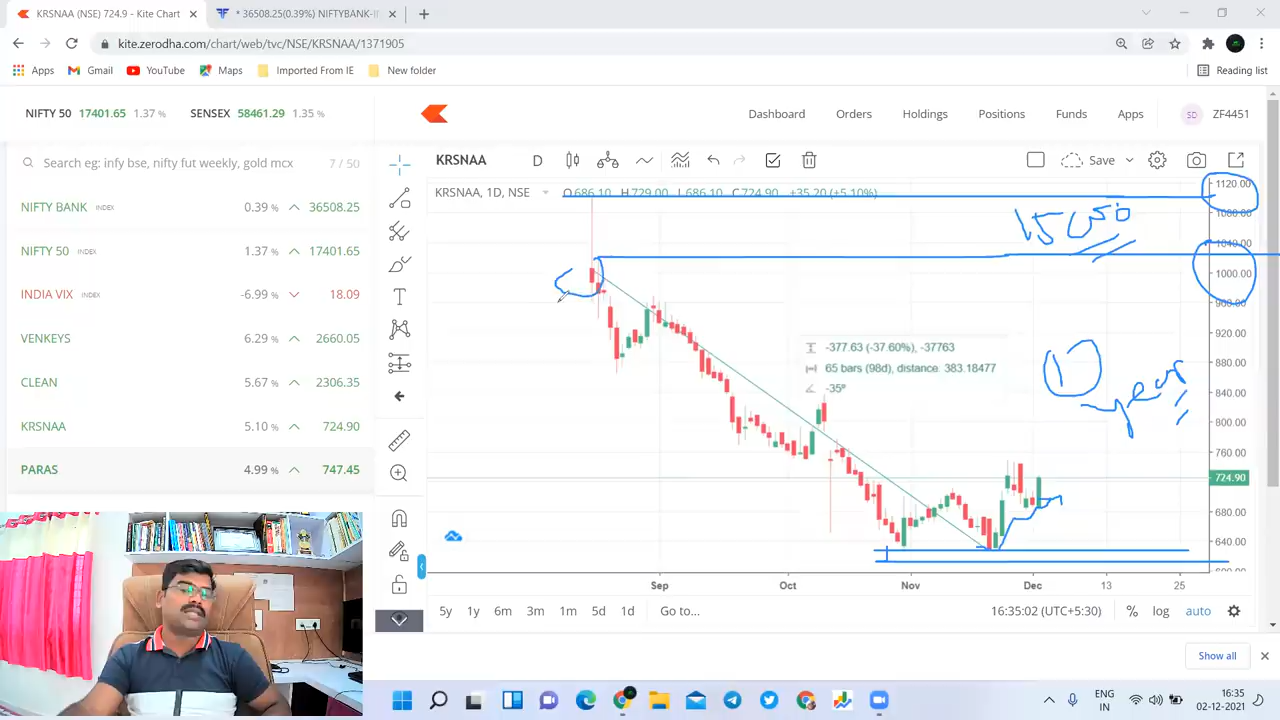 KRSNAA (NSE) 724.9 - Kite Chart
* 36508.25(0.39%) NIFTYBANK-I
kite.zerodha.com/chart/web/tvc/NSE/KRSNAA/1371905
Apps Gmail YouTube Maps Imported From IE New folder Reading list
NIFTY 50 17401.65 1.37 % SENSEX 58461.29 1.35 %
Dashboard Orders Holdings Positions Funds Apps SD ZF4451
Search eg: infy bse, nifty fut weekly, gold mcx 7 / 50
KRSNAA D Save
KRSNAA, 1D, NSE O686.10 H729.00 L686.10 C724.90 +35.20 (+5.10%)
NIFTY BANK INDEX 0.39 % 36508.25
NIFTY 50 INDEX 1.37 % 17401.65
INDIA VIX INDEX -6.99 % 18.09
VENKEYS 6.29 % 2660.05
CLEAN 5.67 % 2306.35
KRSNAA 5.10 % 724.90
PARAS 4.99 % 747.45
1120.00
1080.00
1040.00
1000.00
960.00
920.00
880.00
840.00
800.00
760.00
724.90
680.00
640.00
600.00
-377.63 (-37.60%), -37763
65 bars (98d), distance: 383.18477
-35º
1 year
Sep Oct Nov Dec 13 25
5y 1y 6m 3m 1m 5d 1d Go to... 16:35:02 (UTC+5:30) % log auto
Show all
ENG
IN
16:35
02-12-2021